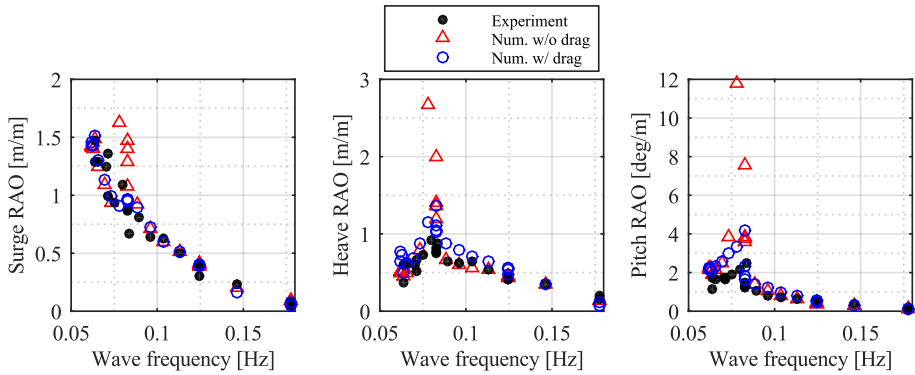 Experiment
Num. w/o drag
Num. w/ drag
2
1.5
1
0.5
0
0.05
0.1
0.15
Surge RAO [m/m]
Wave frequency [Hz]
3
2
1
0
0.05
0.1
0.15
Heave RAO [m/m]
Wave frequency [Hz]
12
10
8
6
4
2
0
0.05
0.1
0.15
Pitch RAO [deg/m]
Wave frequency [Hz]